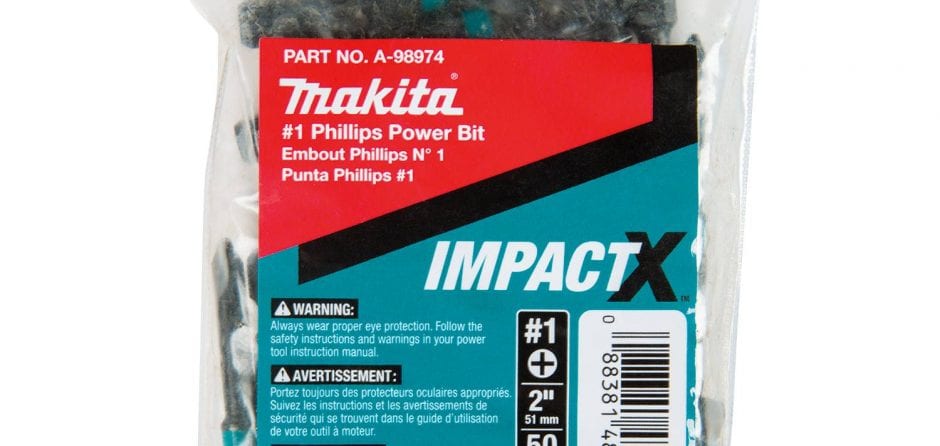 PART NO. A-98974
Makita®
#1 Phillips Power Bit
Embout Phillips N° 1
Punta Phillips #1
IMPACTX™
WARNING:
Always wear proper eye protection. Follow the
safety instructions and warnings in your power
tool instruction manual.
AVERTISSEMENT:
Portez toujours des protecteurs oculaires appropriés.
Suivez les instructions et les avertissements de
sécurité qui se trouvent dans le guide d'utilisation
de votre outil à moteur.
#1
2"
51 mm
50
0
88381